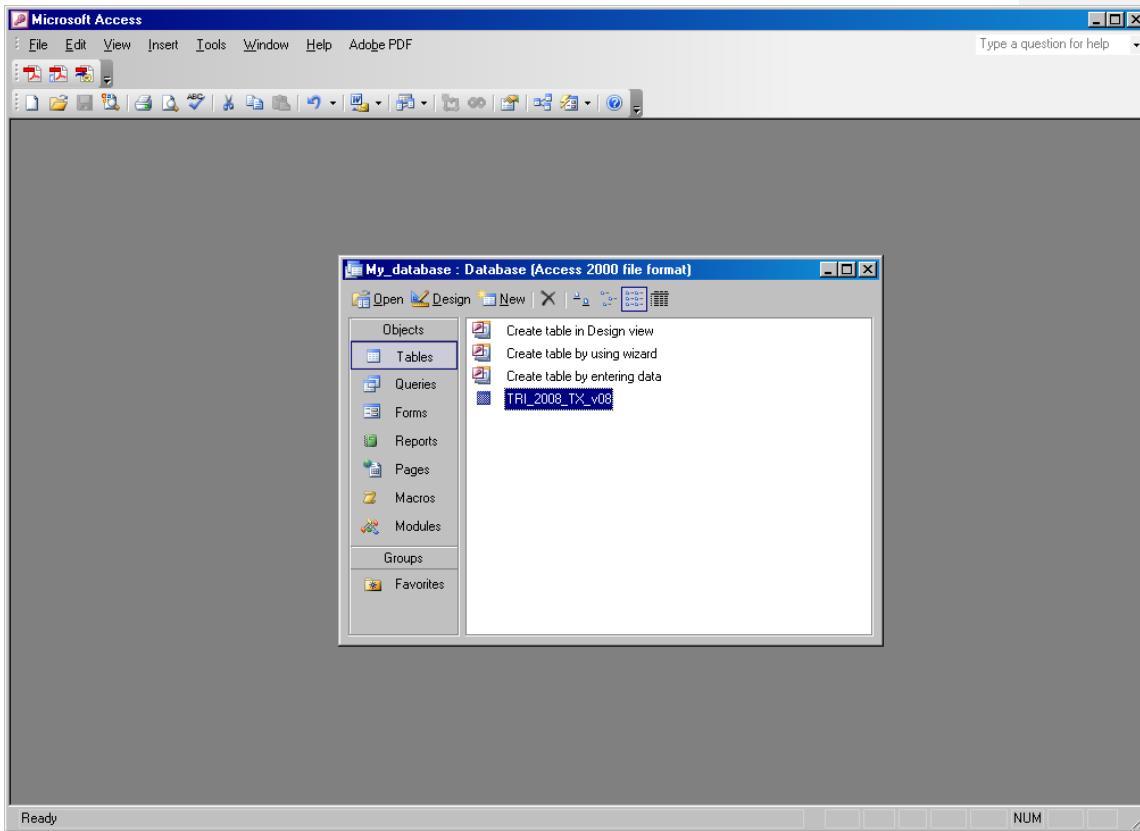 Microsoft Access
File Edit View Insert Tools Window Help Adobe PDF Type a question for help
My_database : Database (Access 2000 file format)
Open Design New
Objects
Tables
Queries
Forms
Reports
Pages
Macros
Modules
Groups
Favorites
Create table in Design view
Create table by using wizard
Create table by entering data
TRI_2008_TX_v08
Ready NUM